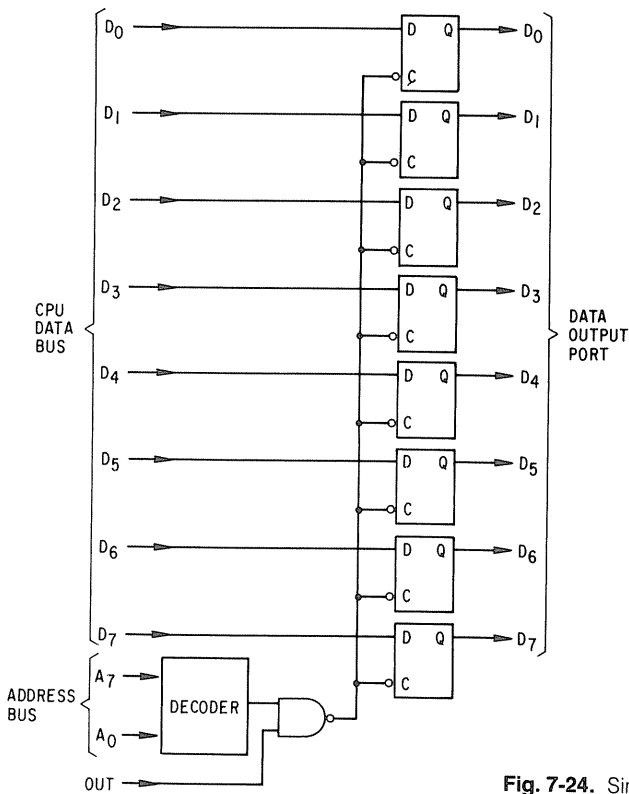 D0 D Q D0
C
D1 D Q D1
C
D2 D Q D2
C
D3 D Q D3
CPU
DATA
BUS
C
DATA
OUTPUT
PORT
D4 D Q D4
C
D5 D Q D5
C
D6 D Q D6
C
D7 D Q D7
C
ADDRESS
BUS
A7
DECODER
A0
OUT
Fig. 7-24. Sin